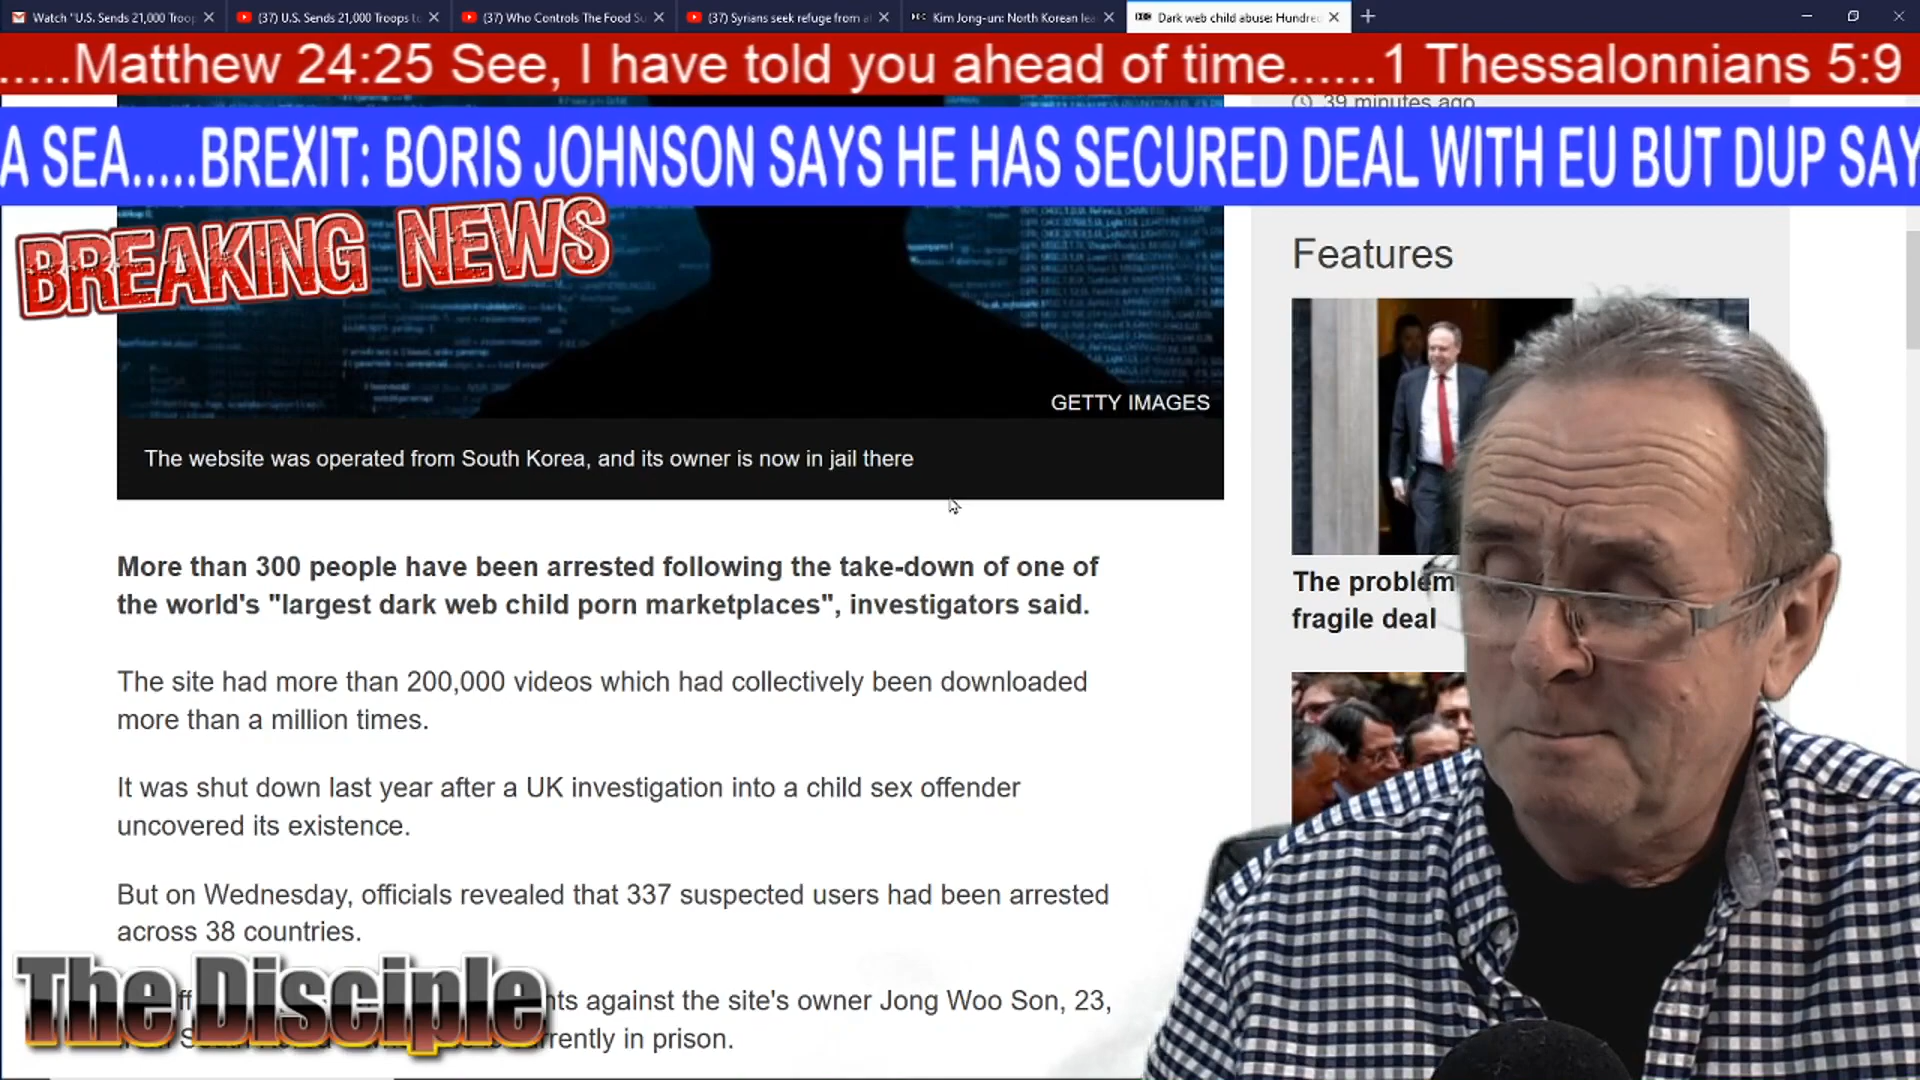 Watch "U.S. Sends 21,000 Troop
(37) U.S. Sends 21,000 Troops to
(37) Who Controls The Food Su
(37) Syrians seek refuge from a
Kim Jong-un: North Korean lea
Dark web child abuse: Hundred
.....Matthew 24:25 See, I have told you ahead of time......1 Thessalonnians 5:9
39 minutes ago
A SEA.....BREXIT: BORIS JOHNSON SAYS HE HAS SECURED DEAL WITH EU BUT DUP SAY
BREAKING NEWS
GETTY IMAGES
The website was operated from South Korea, and its owner is now in jail there
More than 300 people have been arrested following the take-down of one of
the world's "largest dark web child porn marketplaces", investigators said.
The site had more than 200,000 videos which had collectively been downloaded
more than a million times.
It was shut down last year after a UK investigation into a child sex offender
uncovered its existence.
But on Wednesday, officials revealed that 337 suspected users had been arrested
across 38 countries.
against the site's owner Jong Woo Son, 23,
in prison.
The Disciple
Features
The problem
fragile deal